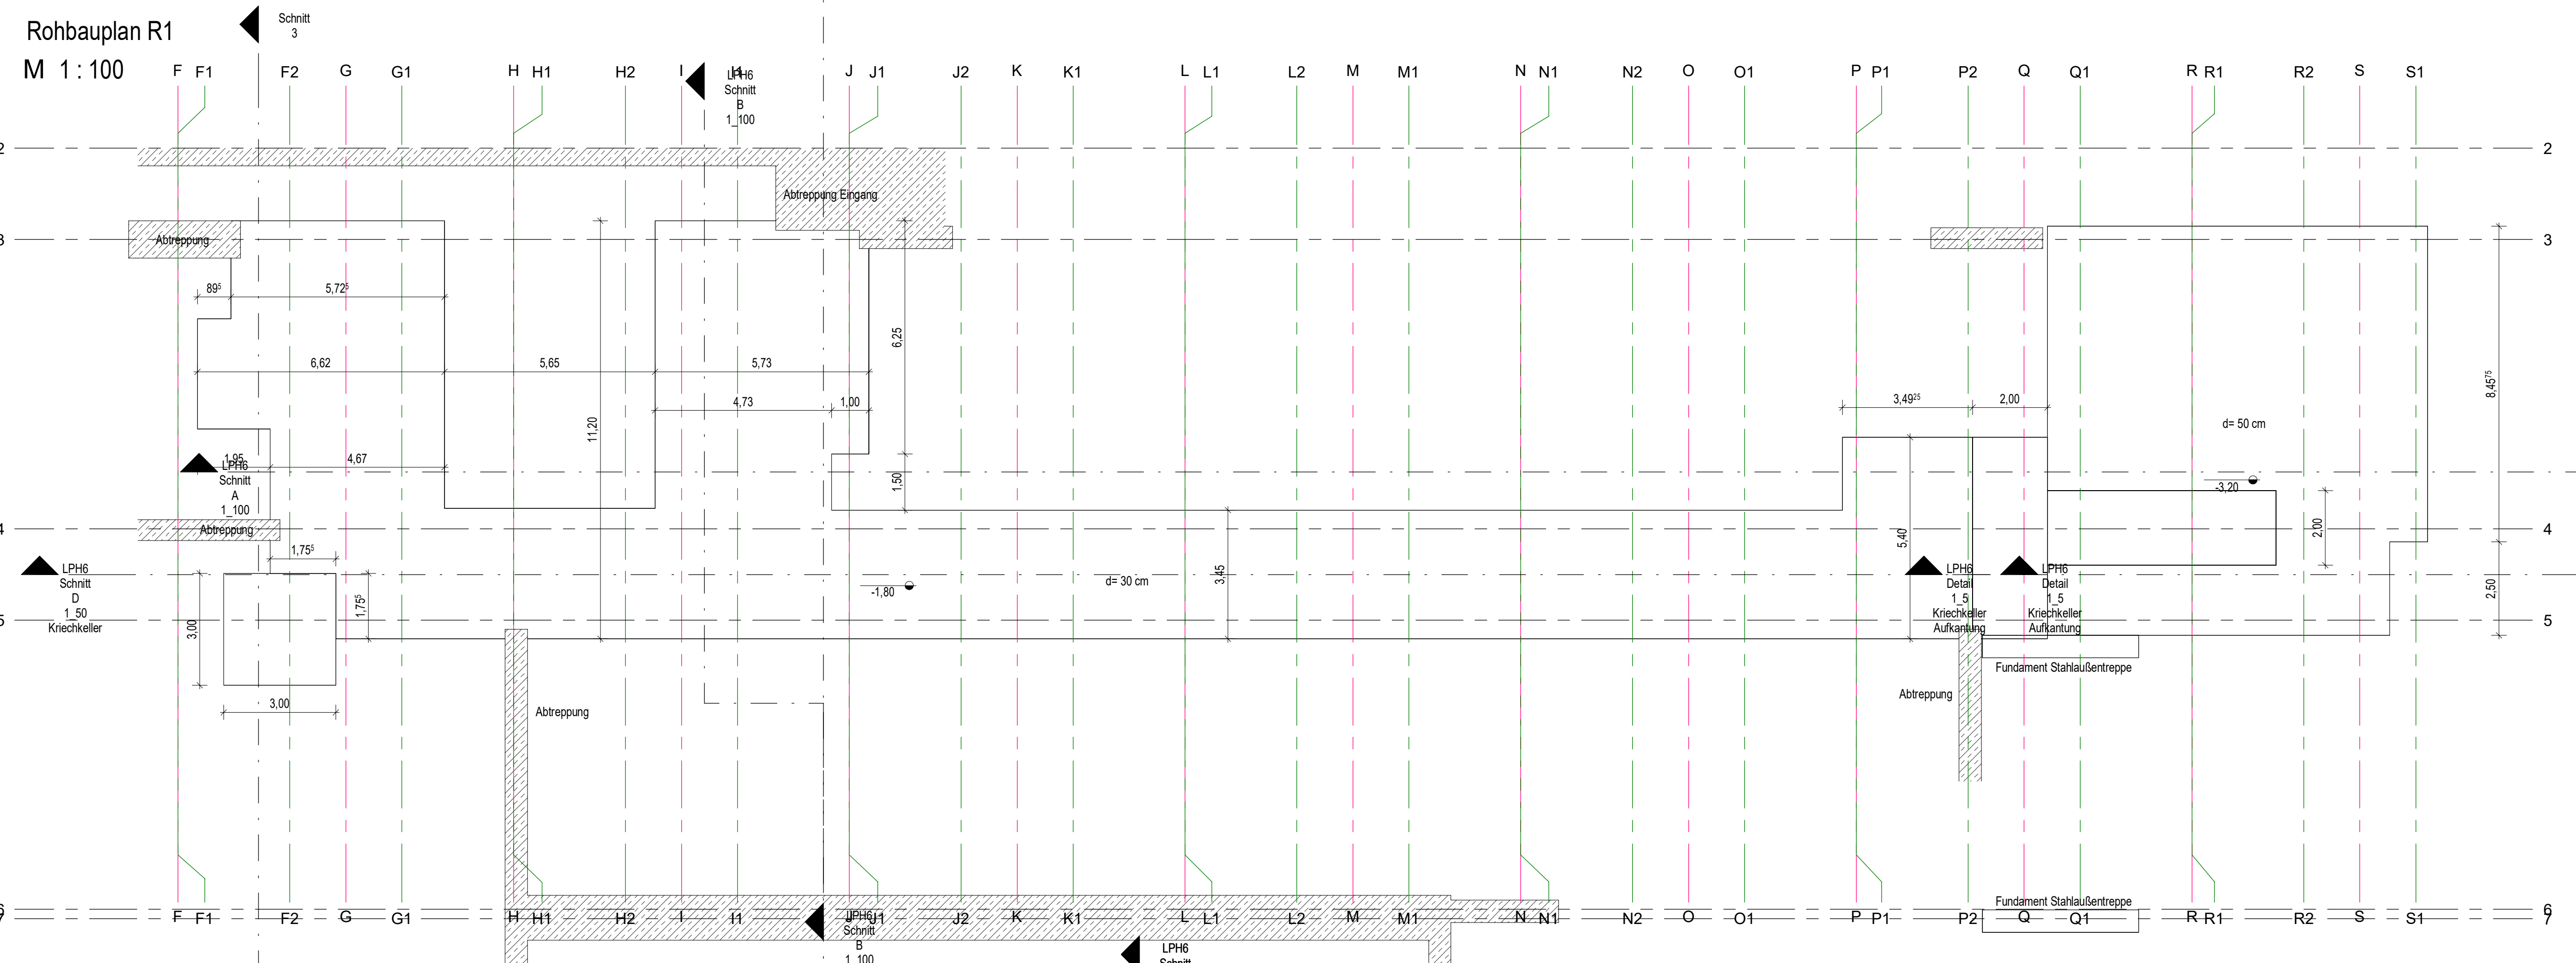 Rohbauplan R1
M 1 : 100
Schnitt
3
F F1 F2 G G1 H H1 H2 I J J1 J2 K K1 L L1 L2 M M1 N N1 N2 O O1 P P1 P2 Q Q1 R R1 R2 S S1
LPH6
Schnitt
B
1_100
2 2
Abtreppung Eingang
3 Abtreppung 3
89⁵ 5,72⁵
6,25
6,62 5,65 5,73
4,73 1,00
3,49²⁵ 2,00
8,45⁷⁵
d= 50 cm
11,20
1,95 4,67
LPH6
Schnitt
A
1_100
1,50
-3,20
4 Abtreppung 4
2,00
5,40
1,75⁵
LPH6
Schnitt
D
1_50
Kriechkeller
d= 30 cm
3,45
-1,80
LPH6
Detail
1_5
Kriechkeller
Aufkantung
LPH6
Detail
1_5
Kriechkeller
Aufkantung
2,50
1,75⁵
3,00
5 5
Fundament Stahlaußentreppe
Abtreppung
3,00
Abtreppung
Fundament Stahlaußentreppe
6 6
7 7
F F1 F2 G G1 H H1 H2 I I1 J J1 J2 K K1 L L1 L2 M M1 N N1 N2 O O1 P P1 P2 Q Q1 R R1 R2 S S1
LPH6
Schnitt
B
1_100
LPH6
Schnitt